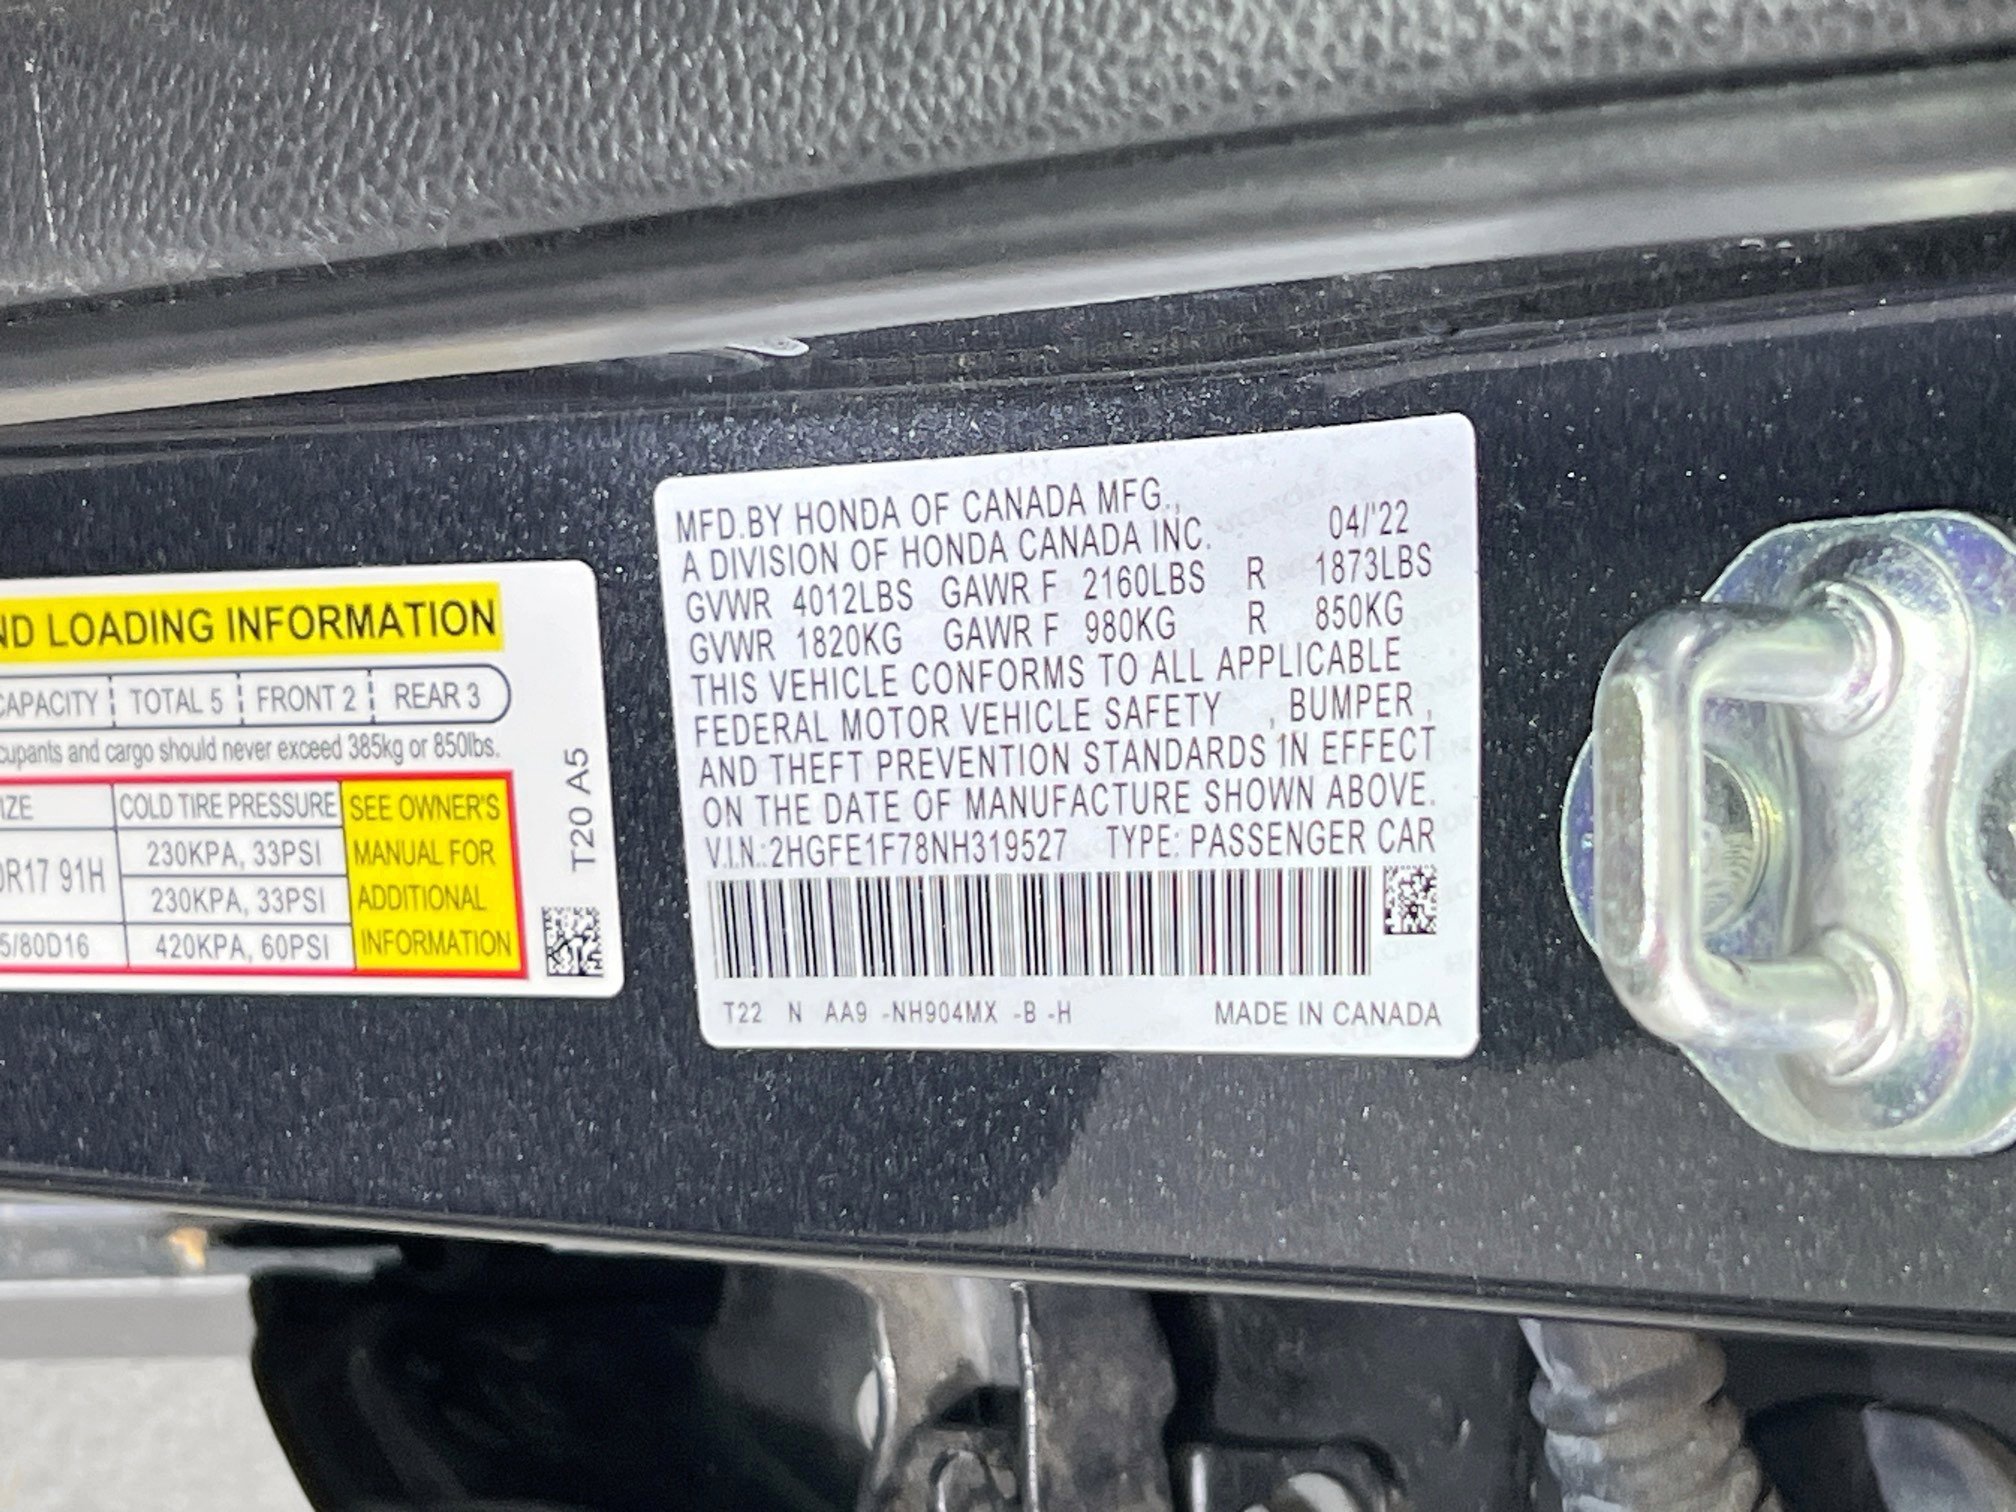 ND LOADING INFORMATION
CAPACITY TOTAL 5 FRONT 2 REAR 3
cupants and cargo should never exceed 385kg or 850lbs.
IZE COLD TIRE PRESSURE SEE OWNER'S
MANUAL FOR
ADDITIONAL
INFORMATION
0R17 91H 230KPA, 33PSI
230KPA, 33PSI
5/80D16 420KPA, 60PSI
T20 A5
MFD.BY HONDA OF CANADA MFG.,
A DIVISION OF HONDA CANADA INC. 04/'22
GVWR 4012LBS GAWR F 2160LBS R 1873LBS
GVWR 1820KG GAWR F 980KG R 850KG
THIS VEHICLE CONFORMS TO ALL APPLICABLE
FEDERAL MOTOR VEHICLE SAFETY , BUMPER ,
AND THEFT PREVENTION STANDARDS IN EFFECT
ON THE DATE OF MANUFACTURE SHOWN ABOVE.
V.I.N.:2HGFE1F78NH319527 TYPE: PASSENGER CAR
T22 N AA9 -NH904MX -B -H MADE IN CANADA